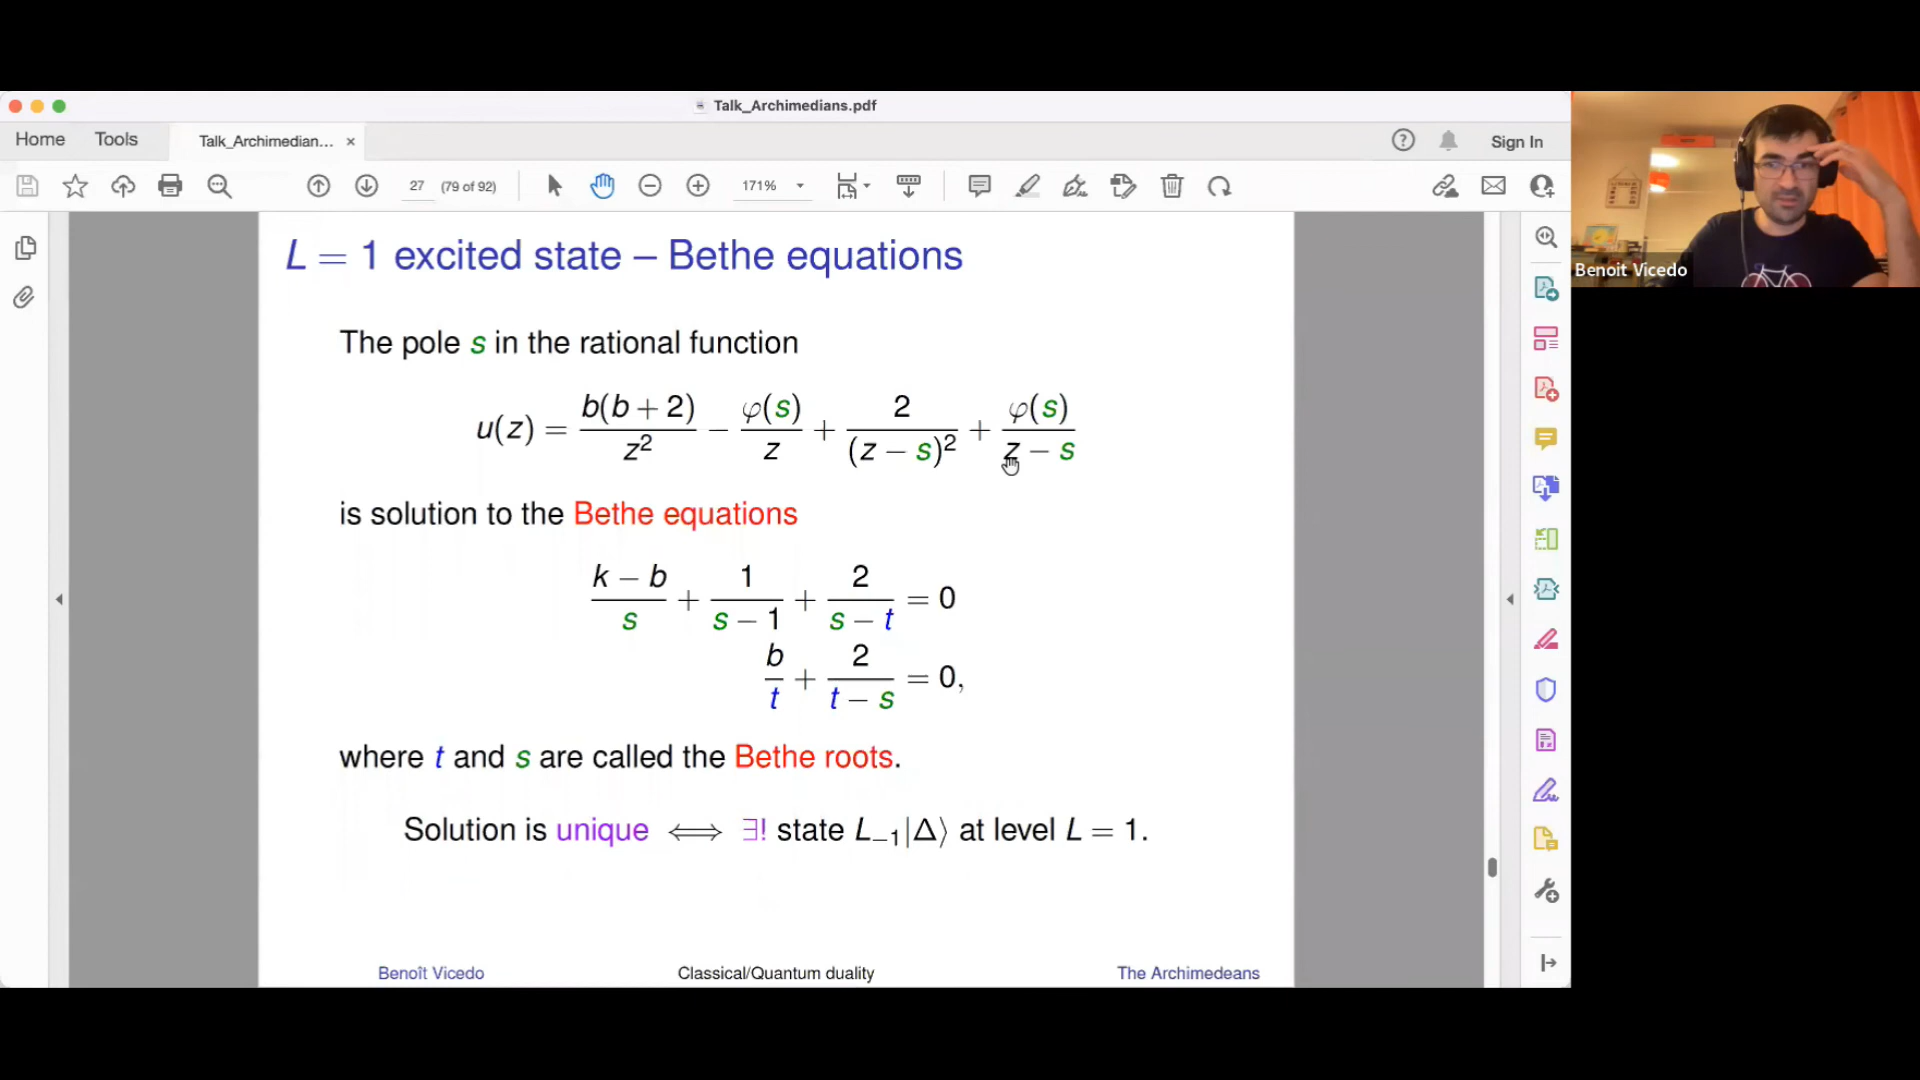 Talk_Archimedians.pdf
Home Tools Talk_Archimedian... × Sign In
27 (79 of 92) 171%
L = 1 excited state – Bethe equations
The pole s in the rational function
u(z) = b(b + 2)/z² − φ(s)/z + 2/(z − s)² + φ(s)/(z − s)
is solution to the Bethe equations
(k − b)/s + 1/(s − 1) + 2/(s − t) = 0
b/t + 2/(t − s) = 0,
where t and s are called the Bethe roots.
Solution is unique ⟺ ∃! state L₋₁|Δ⟩ at level L = 1.
Benoît Vicedo Classical/Quantum duality The Archimedeans
Benoit Vicedo